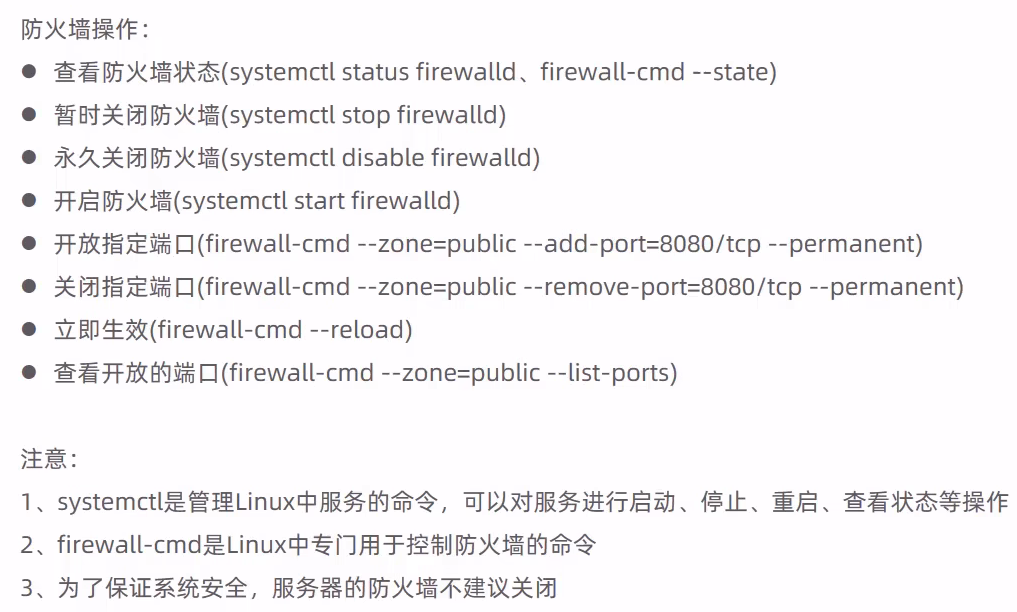 防火墙操作：
● 查看防火墙状态(systemctl status firewalld、firewall-cmd --state)
● 暂时关闭防火墙(systemctl stop firewalld)
● 永久关闭防火墙(systemctl disable firewalld)
● 开启防火墙(systemctl start firewalld)
● 开放指定端口(firewall-cmd --zone=public --add-port=8080/tcp --permanent)
● 关闭指定端口(firewall-cmd --zone=public --remove-port=8080/tcp --permanent)
● 立即生效(firewall-cmd --reload)
● 查看开放的端口(firewall-cmd --zone=public --list-ports)
注意：
1、systemctl是管理Linux中服务的命令，可以对服务进行启动、停止、重启、查看状态等操作
2、firewall-cmd是Linux中专门用于控制防火墙的命令
3、为了保证系统安全，服务器的防火墙不建议关闭